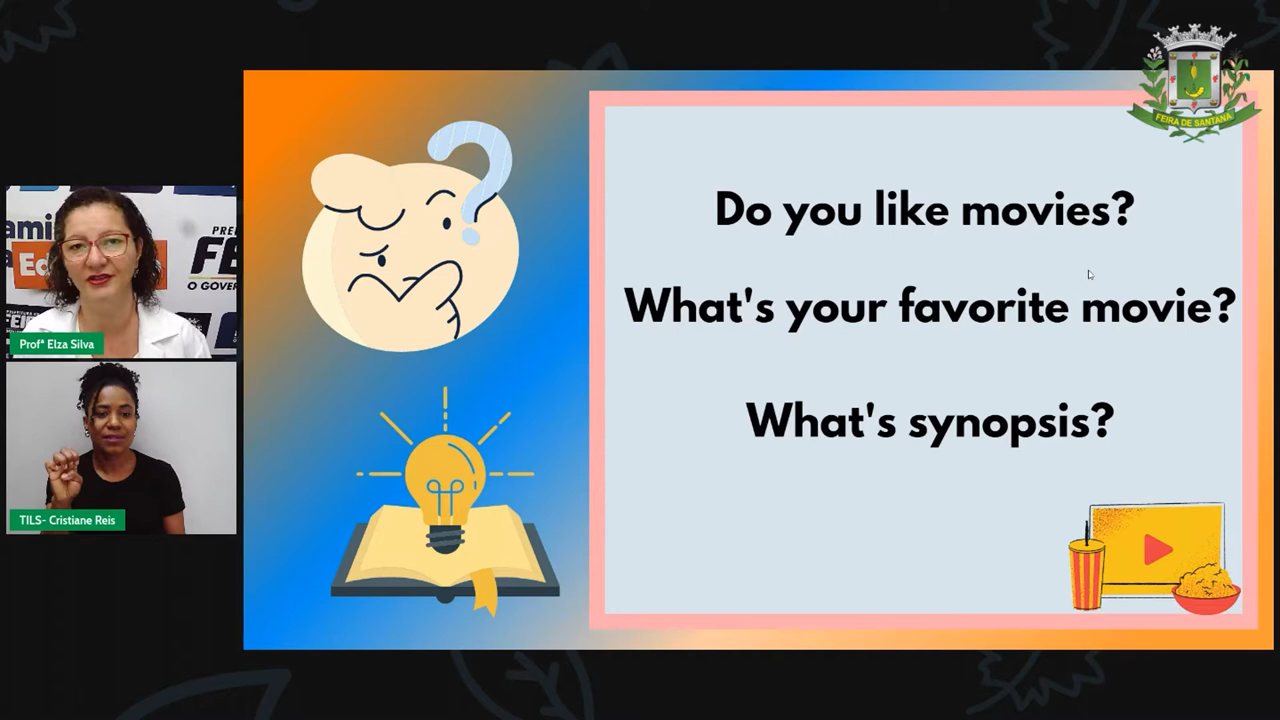 FEIRA DE SANTANA
Do you like movies?
What's your favorite movie?
What's synopsis?
O GOVER
Profª Elza Silva
TILS- Cristiane Reis